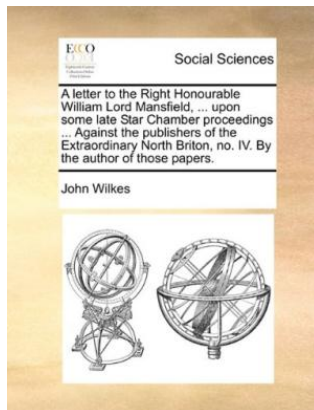 ECCO
Social Sciences
A letter to the Right Honourable
William Lord Mansfield, ... upon
some late Star Chamber proceedings
... Against the publishers of the
Extraordinary North Briton, no. IV. By
the author of those papers.
John Wilkes